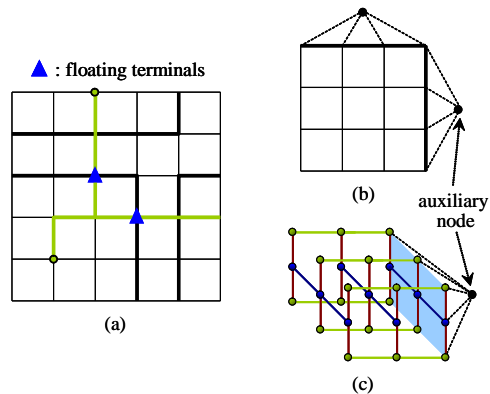 : floating terminals
(a)
(b)
auxiliary
node
(c)